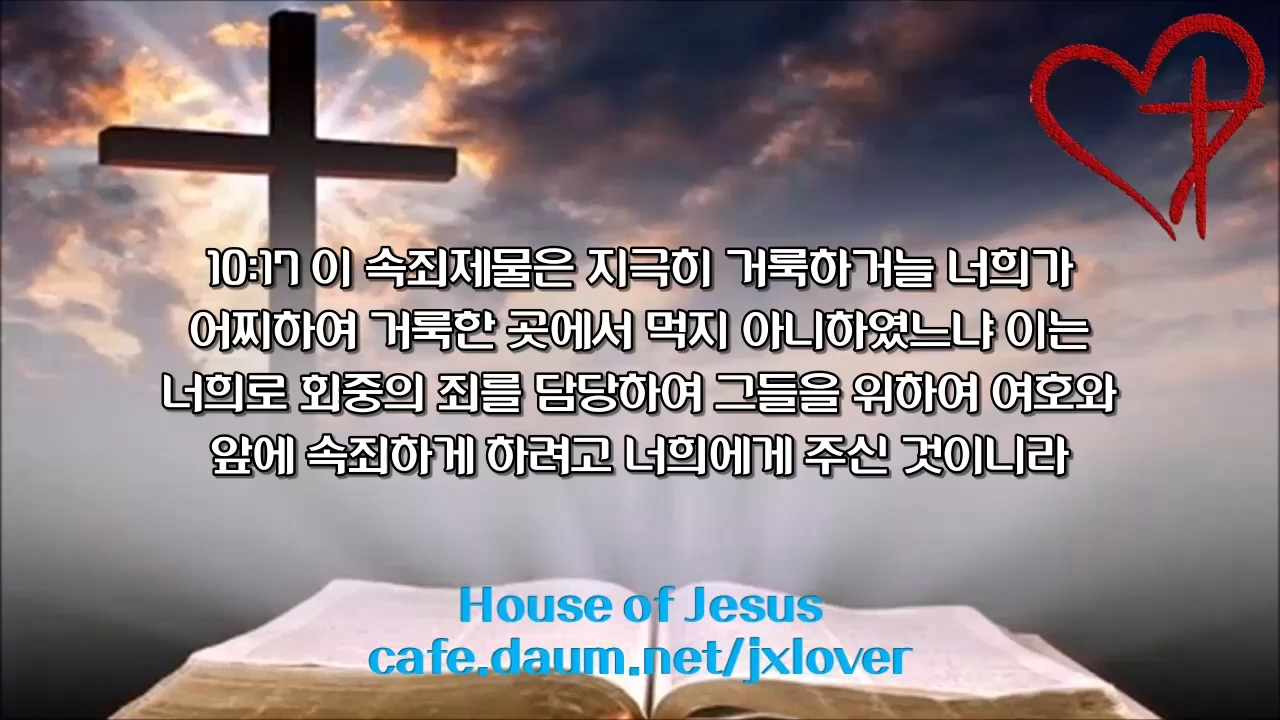 10:17 이 속죄제물은 지극히 거룩하거늘 너희가
어찌하여 거룩한 곳에서 먹지 아니하였느냐 이는
너희로 회중의 죄를 담당하여 그들을 위하여 여호와
앞에 속죄하게 하려고 너희에게 주신 것이니라
House of Jesus
cafe.daum.net/jxlover